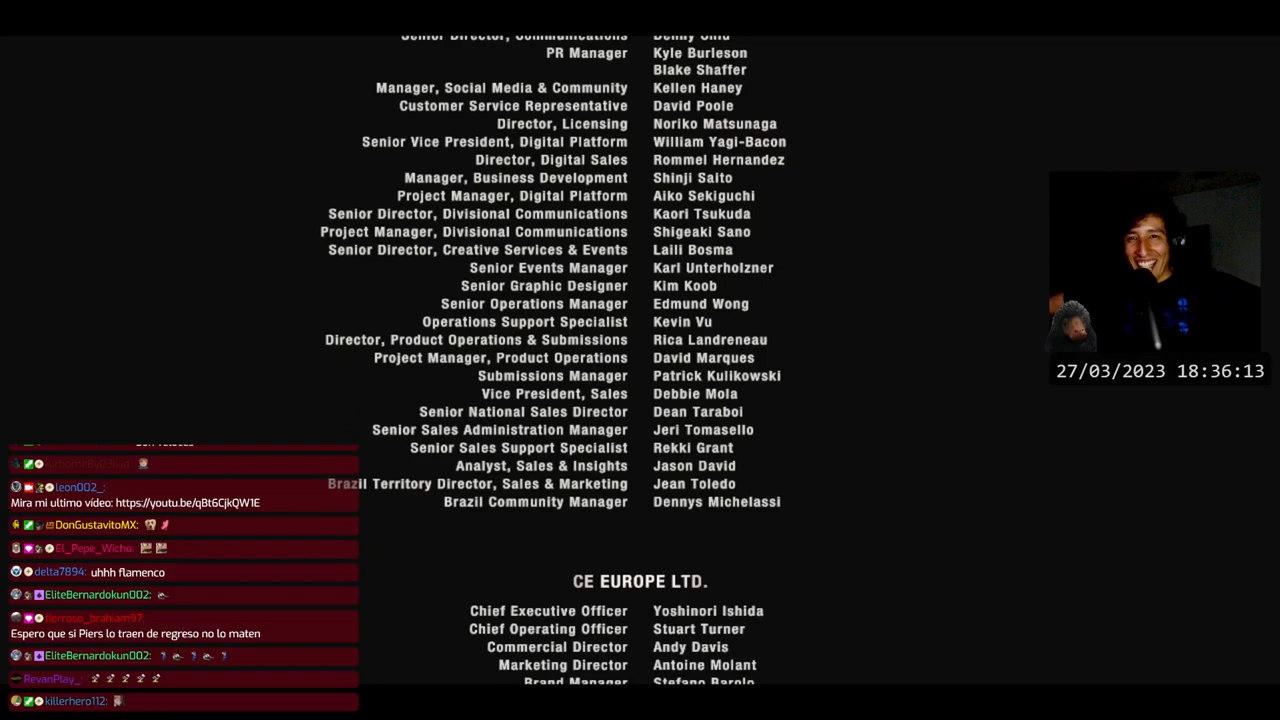 PR Manager Kyle Burleson
Blake Shaffer
Manager, Social Media & Community Kellen Haney
Customer Service Representative David Poole
Director, Licensing Noriko Matsunaga
Senior Vice President, Digital Platform William Yagi-Bacon
Director, Digital Sales Rommel Hernandez
Manager, Business Development Shinji Saito
Project Manager, Digital Platform Aiko Sekiguchi
Senior Director, Divisional Communications Kaori Tsukuda
Project Manager, Divisional Communications Shigeaki Sano
Senior Director, Creative Services & Events Laili Bosma
Senior Events Manager Karl Unterholzner
Senior Graphic Designer Kim Koob
Senior Operations Manager Edmund Wong
Operations Support Specialist Kevin Vu
Director, Product Operations & Submissions Rica Landreneau
Project Manager, Product Operations David Marques
Submissions Manager Patrick Kulikowski
Vice President, Sales Debbie Mola
Senior National Sales Director Dean Taraboi
Senior Sales Administration Manager Jeri Tomasello
Senior Sales Support Specialist Rekki Grant
Analyst, Sales & Insights Jason David
Brazil Territory Director, Sales & Marketing Jean Toledo
Brazil Community Manager Dennys Michelassi
CE EUROPE LTD.
Chief Executive Officer Yoshinori Ishida
Chief Operating Officer Stuart Turner
Commercial Director Andy Davis
Marketing Director Antoine Molant
Brand Manager Stefano Barolo
27/03/2023 18:36:13
leon002_:
Mira mi ultimo vídeo: https://youtu.be/qBt6CjkQW1E
DonGustavitoMX:
El_Pepe_Wicho:
delta7894: uhhh flamenco
EliteBernardokun002:
tierroso_brahiam97:
Espero que si Piers lo traen de regreso no lo maten
EliteBernardokun002:
RevanPlay_:
killerhero112: